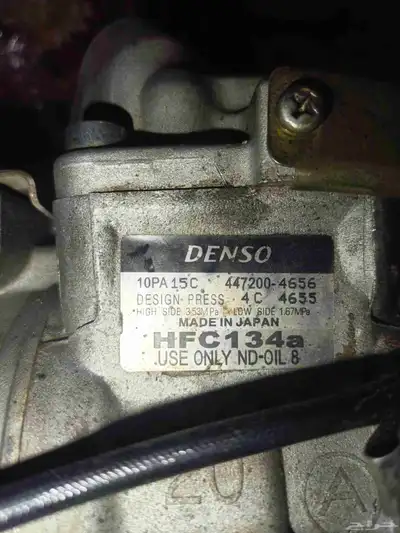 DENSO
10PA15C 447200-4656
DESIGN-PRESS 4C 4655
HIGH SIDE 3.53MPa LOW SIDE 1.67MPa
MADE IN JAPAN
HFC134a
USE ONLY ND-OIL 8
20 A
حراج